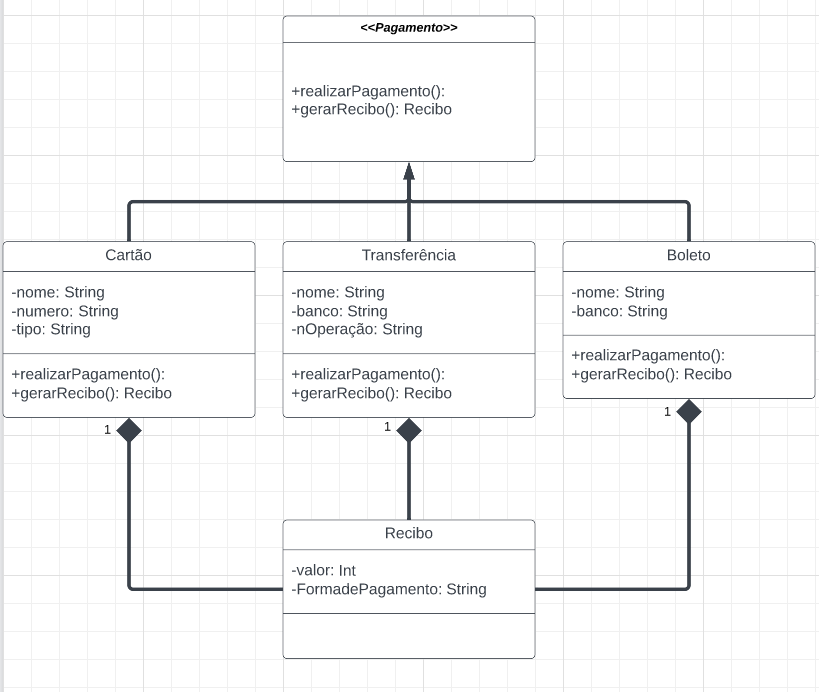 <<Pagamento>>
+realizarPagamento():
+gerarRecibo(): Recibo
Cartão
-nome: String
-numero: String
-tipo: String
+realizarPagamento():
+gerarRecibo(): Recibo
1
Transferência
-nome: String
-banco: String
-nOperação: String
+realizarPagamento():
+gerarRecibo(): Recibo
1
Boleto
-nome: String
-banco: String
+realizarPagamento():
+gerarRecibo(): Recibo
1
Recibo
-valor: Int
-FormadePagamento: String